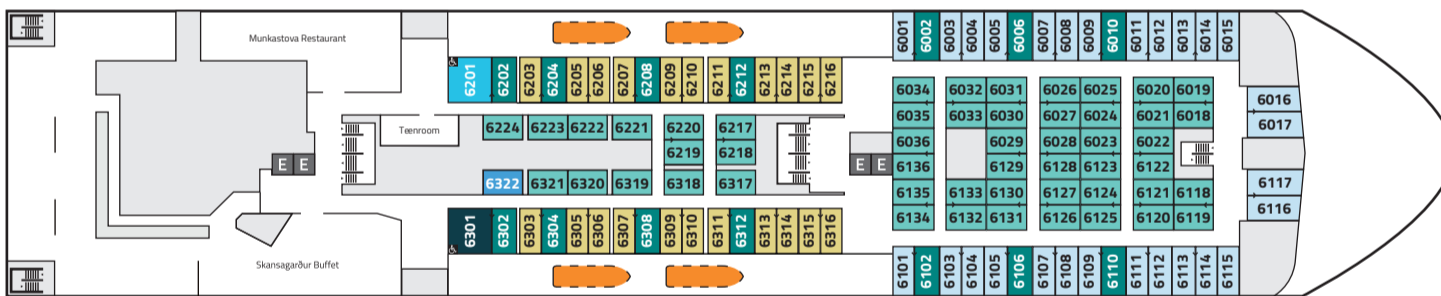 Munkastova Restaurant
6001 6002 6003 6004 6005 6006 6007 6008 6009 6010 6011 6012 6013 6014 6015
6201 6202 6203 6204 6205 6206 6207 6208 6209 6210 6211 6212 6213 6214 6215 6216
6034 6032 6031 6026 6025 6020 6019
6016
6035 6033 6030 6027 6024 6021 6018
6017
Tænroom
6224 6223 6222 6221 6220 6217
6036 6029 6028 6023 6022
6219 6218
E E
E E
6136 6129 6128 6123 6122
6322 6321 6320 6319 6318 6317
6117
6135 6133 6130 6127 6124 6121 6118
6116
6134 6132 6131 6126 6125 6120 6119
6301 6302 6303 6304 6305 6306 6307 6308 6309 6310 6311 6312 6313 6314 6315 6316
Skansagarður Buffet
6101 6102 6103 6104 6105 6106 6107 6108 6109 6110 6111 6112 6113 6114 6115